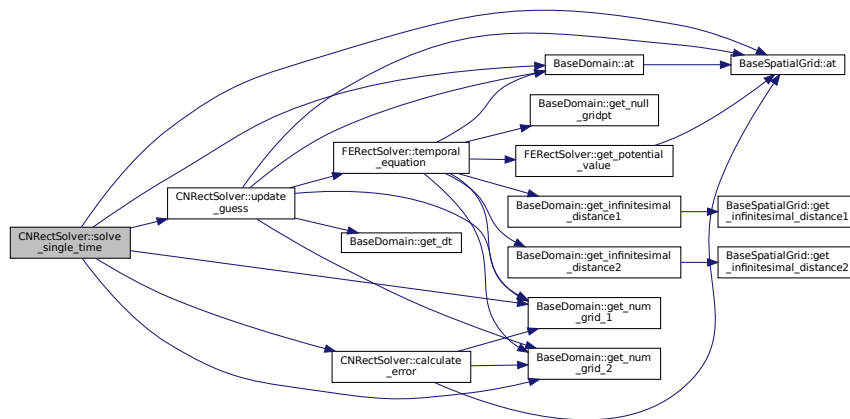 CNRectSolver::solve
_single_time
CNRectSolver::update
_guess
CNRectSolver::calculate
_error
FERectSolver::temporal
_equation
BaseDomain::get_dt
BaseDomain::at
BaseDomain::get_null
_gridpt
FERectSolver::get_potential
_value
BaseDomain::get_infinitesimal
_distance1
BaseDomain::get_infinitesimal
_distance2
BaseDomain::get_num
_grid_1
BaseDomain::get_num
_grid_2
BaseSpatialGrid::at
BaseSpatialGrid::get
_infinitesimal_distance1
BaseSpatialGrid::get
_infinitesimal_distance2